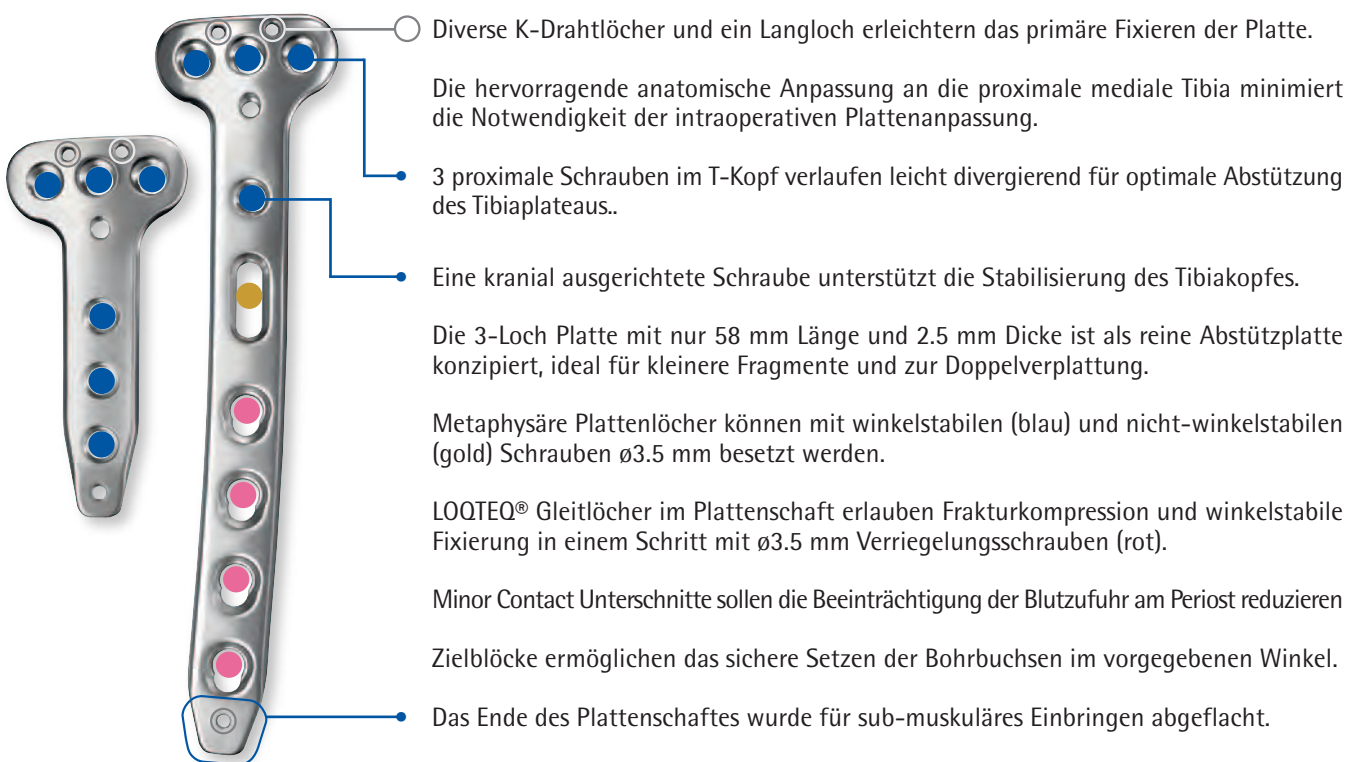 Diverse K-Drahtlöcher und ein Langloch erleichtern das primäre Fixieren der Platte.
Die hervorragende anatomische Anpassung an die proximale mediale Tibia minimiert
die Notwendigkeit der intraoperativen Plattenanpassung.
3 proximale Schrauben im T-Kopf verlaufen leicht divergierend für optimale Abstützung
des Tibiaplateaus..
Eine kranial ausgerichtete Schraube unterstützt die Stabilisierung des Tibiakopfes.
Die 3-Loch Platte mit nur 58 mm Länge und 2.5 mm Dicke ist als reine Abstützplatte
konzipiert, ideal für kleinere Fragmente und zur Doppelverplattung.
Metaphysäre Plattenlöcher können mit winkelstabilen (blau) und nicht-winkelstabilen
(gold) Schrauben ø3.5 mm besetzt werden.
LOQTEQ® Gleitlöcher im Plattenschaft erlauben Frakturkompression und winkelstabile
Fixierung in einem Schritt mit ø3.5 mm Verriegelungsschrauben (rot).
Minor Contact Unterschnitte sollen die Beeinträchtigung der Blutzufuhr am Periost reduzieren
Zielblöcke ermöglichen das sichere Setzen der Bohrbuchsen im vorgegebenen Winkel.
Das Ende des Plattenschaftes wurde für sub-muskuläres Einbringen abgeflacht.